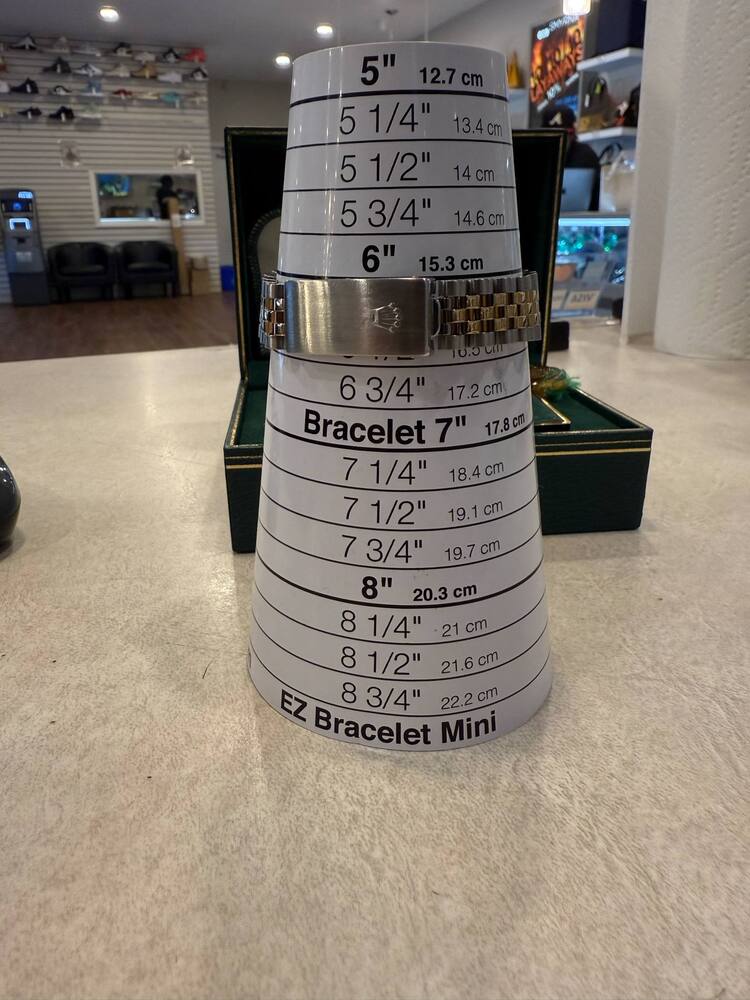 5" 12.7 cm
5 1/4" 13.4 cm
5 1/2" 14 cm
5 3/4" 14.6 cm
6" 15.3 cm
16.5 cm
6 3/4" 17.2 cm
Bracelet 7" 17.8 cm
7 1/4" 18.4 cm
7 1/2" 19.1 cm
7 3/4" 19.7 cm
8" 20.3 cm
8 1/4" 21 cm
8 1/2" 21.6 cm
8 3/4" 22.2 cm
EZ Bracelet Mini